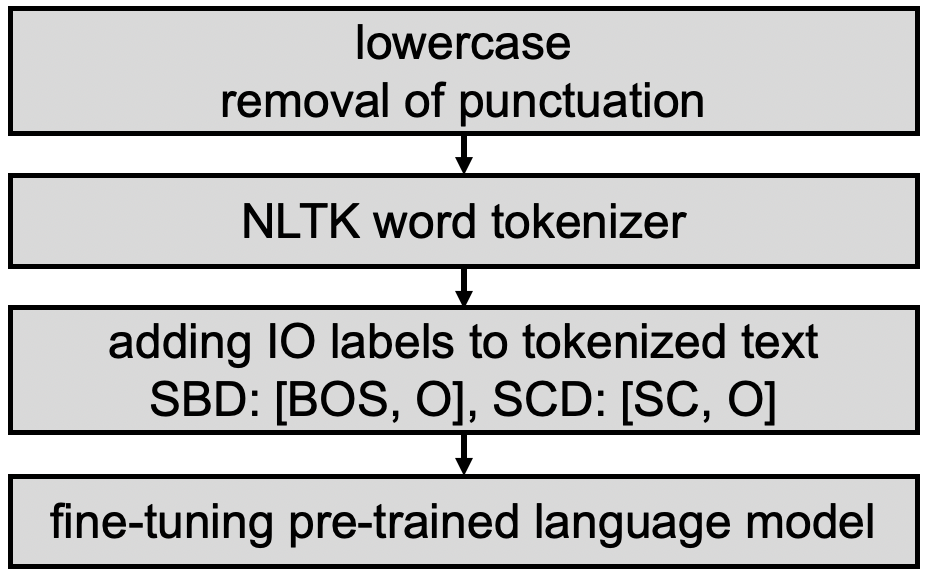 lowercase
removal of punctuation
NLTK word tokenizer
adding IO labels to tokenized text
SBD: [BOS, O], SCD: [SC, O]
fine-tuning pre-trained language model